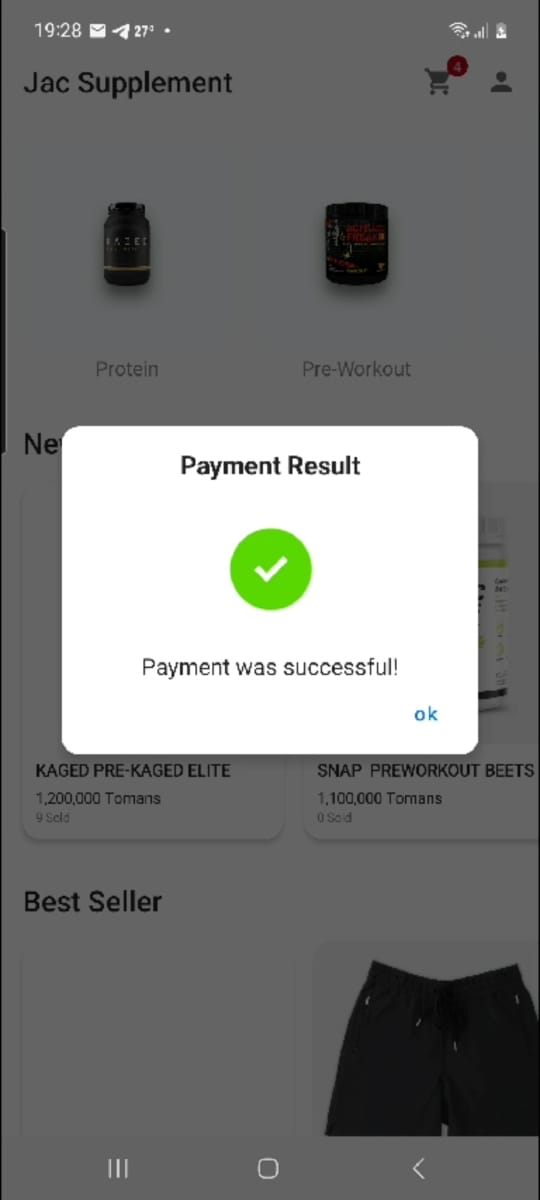 19:28 27°
Jac Supplement
4
KAGED
Protein
Pre-Workout
Payment Result
Payment was successful!
ok
KAGED PRE-KAGED ELITE
1,200,000 Tomans
9 Sold
SNAP PREWORKOUT BEETS
1,100,000 Tomans
0 Sold
Best Seller